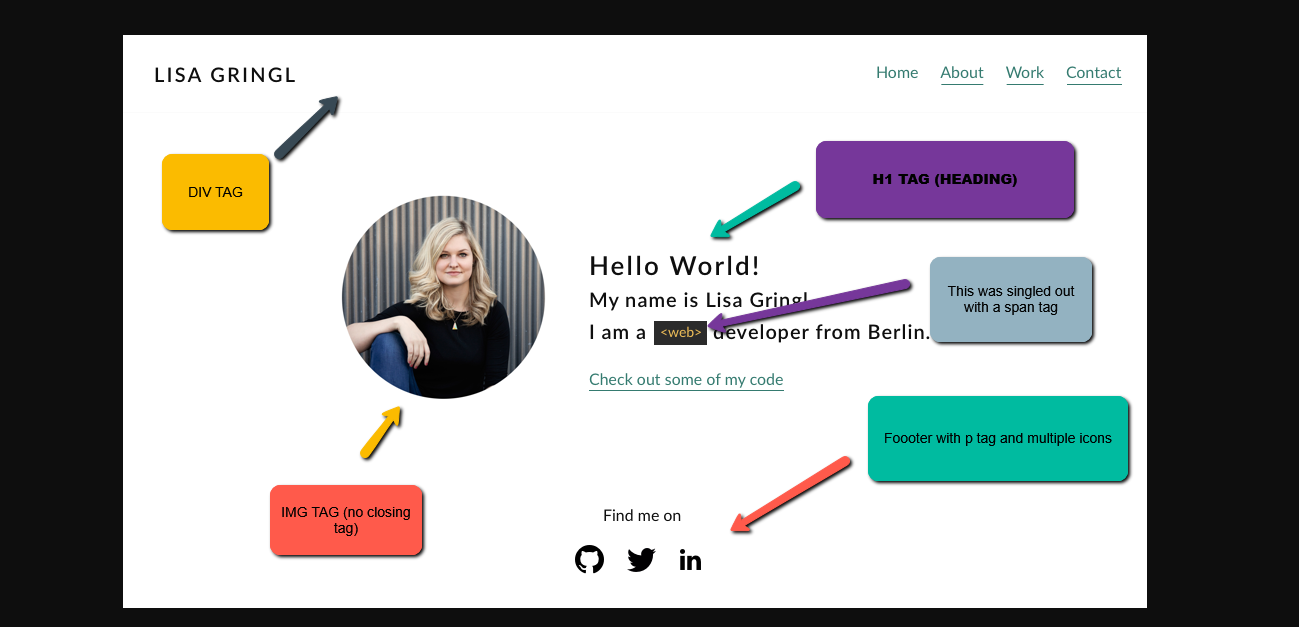 LISA GRINGL
Home About Work Contact
DIV TAG
H1 TAG (HEADING)
Hello World!
My name is Lisa Gringl
I am a <web> developer from Berlin.
This was singled out
with a span tag
Check out some of my code
Foooter with p tag and multiple icons
IMG TAG (no closing
tag)
Find me on
in